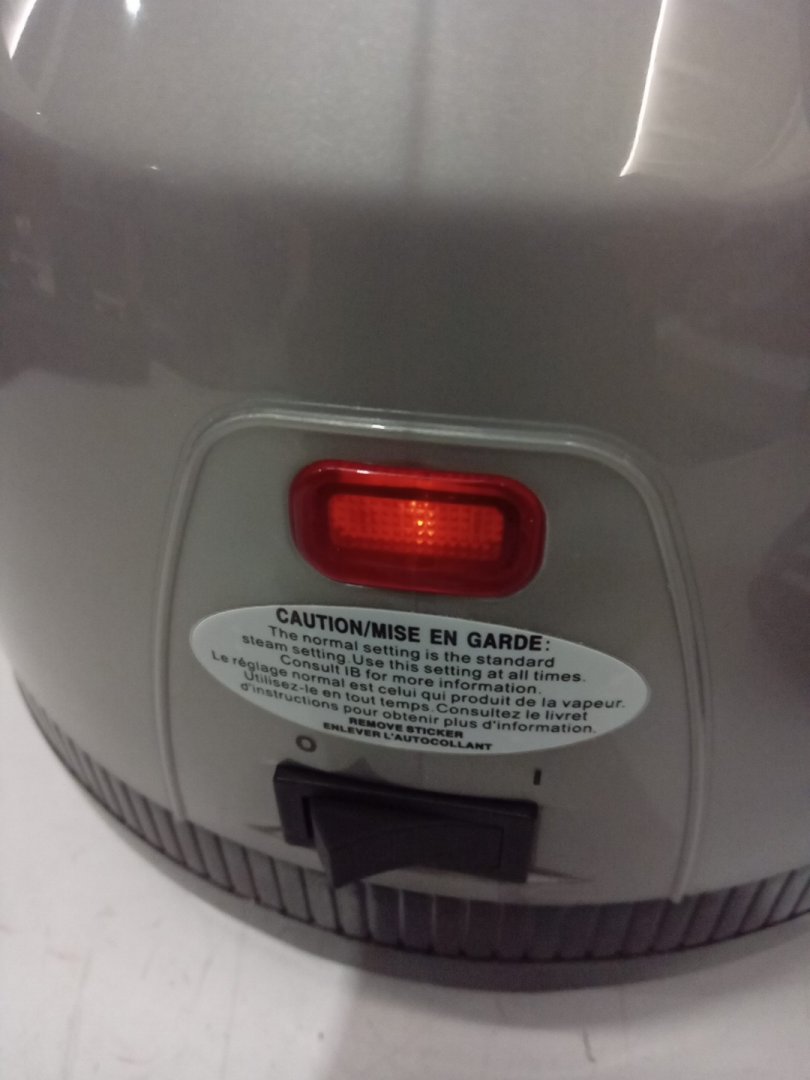 CAUTION/MISE EN GARDE:
The normal setting is the standard
steam setting. Use this setting at all times.
Consult IB for more information.
Le réglage normal est celui qui produit de la vapeur.
Utilisez-le en tout temps. Consultez le livret
d'instructions pour obtenir plus d'information.
REMOVE STICKER
ENLEVER L'AUTOCOLLANT
O I